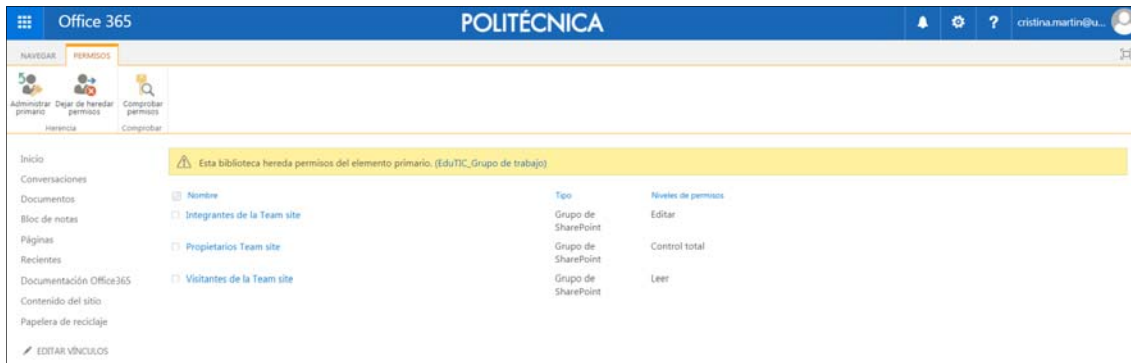 Office 365
POLITÉCNICA
?
cristina.martin@u...
NAVEGAR
PERMISOS
Administrar primario
Dejar de heredar permisos
Comprobar permisos
Herencia
Comprobar
Esta biblioteca hereda permisos del elemento primario. (EduTIC_Grupo de trabajo)
Inicio
Conversaciones
Documentos
Bloc de notas
Páginas
Recientes
Documentación Office365
Contenido del sitio
Papelera de reciclaje
EDITAR VÍNCULOS
Nombre
Tipo
Niveles de permisos
Integrantes de la Team site
Grupo de SharePoint
Editar
Propietarios Team site
Grupo de SharePoint
Control total
Visitantes de la Team site
Grupo de SharePoint
Leer